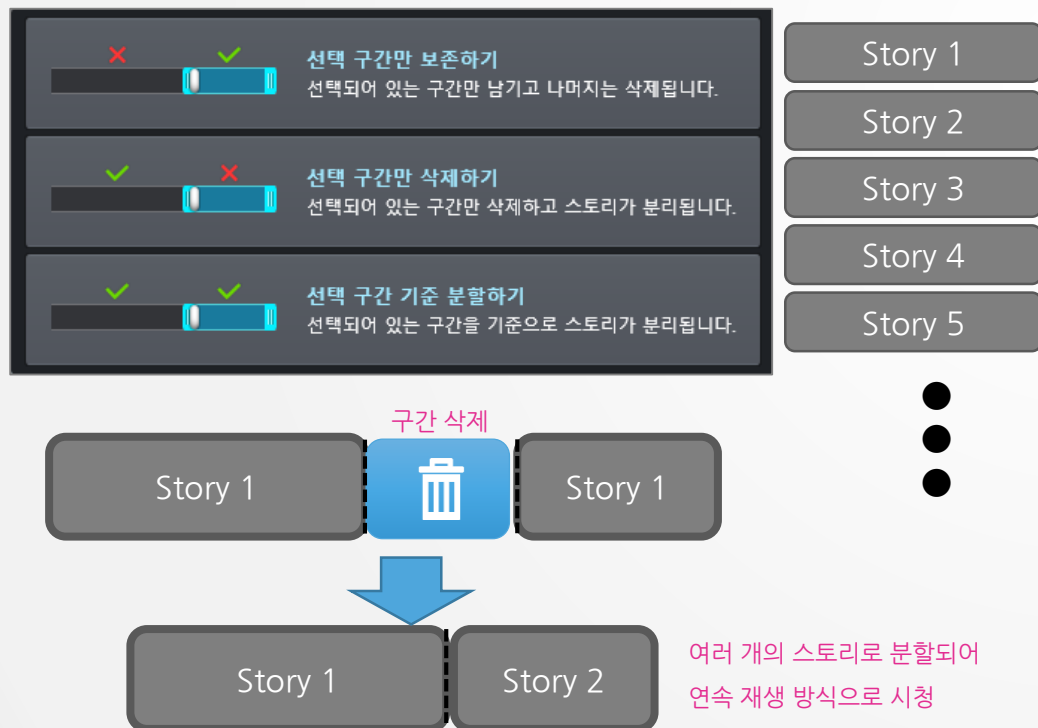 선택 구간만 보존하기
선택되어 있는 구간만 남기고 나머지는 삭제됩니다.
선택 구간만 삭제하기
선택되어 있는 구간만 삭제하고 스토리가 분리됩니다.
선택 구간 기준 분할하기
선택되어 있는 구간을 기준으로 스토리가 분리됩니다.
Story 1
Story 2
Story 3
Story 4
Story 5
구간 삭제
Story 1
Story 1
Story 1
Story 2
여러 개의 스토리로 분할되어
연속 재생 방식으로 시청